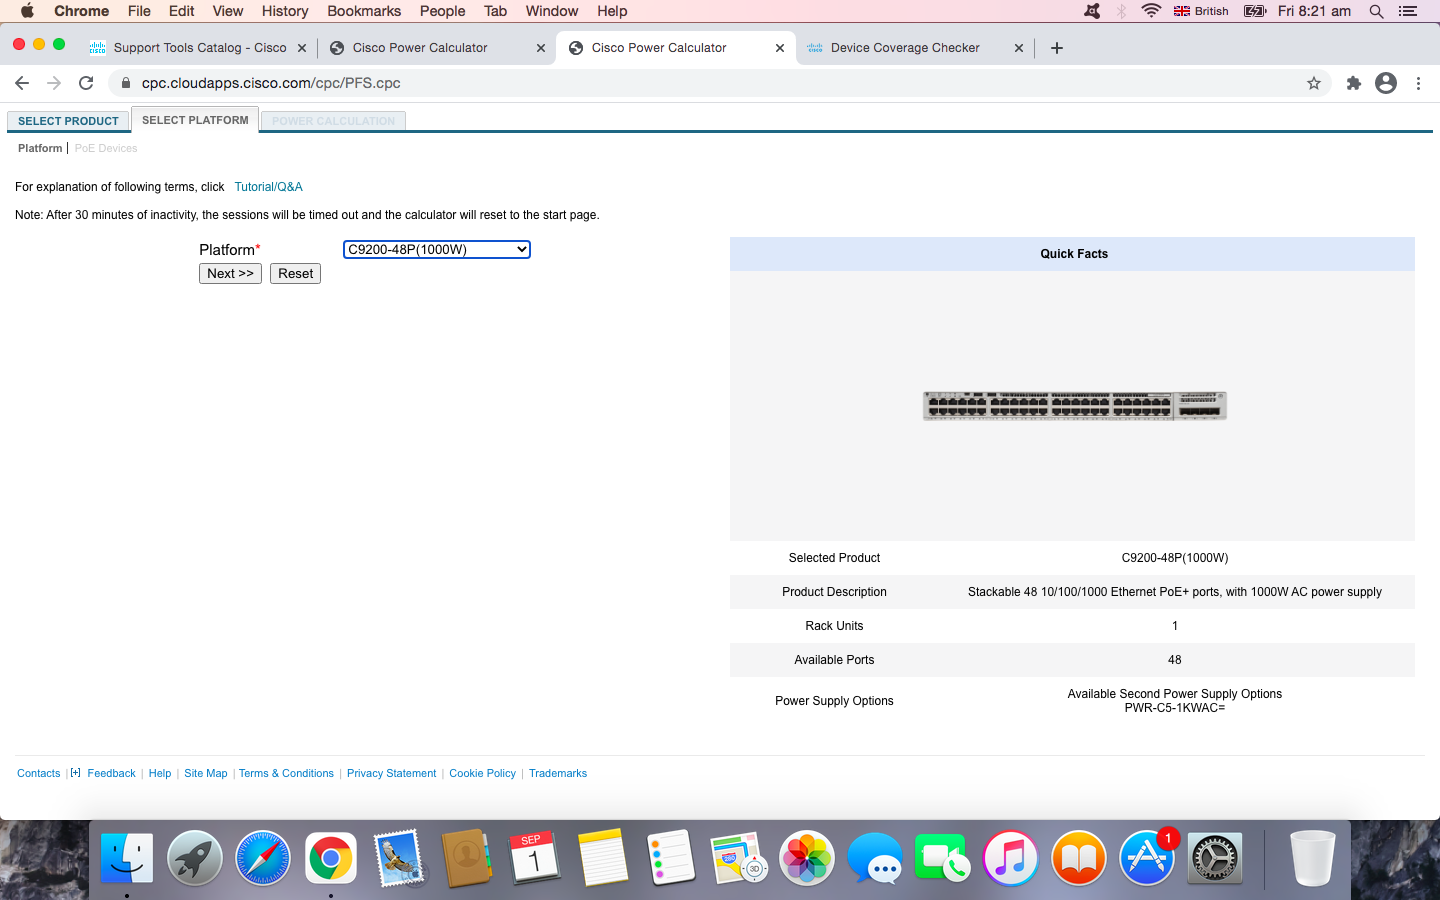 Chrome File Edit View History Bookmarks People Tab Window Help British Fri 8:21 am
Support Tools Catalog - Cisco Cisco Power Calculator Cisco Power Calculator Device Coverage Checker
cpc.cloudapps.cisco.com/cpc/PFS.cpc
SELECT PRODUCT SELECT PLATFORM POWER CALCULATION
Platform | PoE Devices
For explanation of following terms, click Tutorial/Q&A
Note: After 30 minutes of inactivity, the sessions will be timed out and the calculator will reset to the start page.
Platform* C9200-48P(1000W)
Next >> Reset
Quick Facts
Selected Product C9200-48P(1000W)
Product Description Stackable 48 10/100/1000 Ethernet PoE+ ports, with 1000W AC power supply
Rack Units 1
Available Ports 48
Power Supply Options Available Second Power Supply Options
PWR-C5-1KWAC=
Contacts | [+] Feedback | Help | Site Map | Terms & Conditions | Privacy Statement | Cookie Policy | Trademarks
SEP
1
280
3D
1